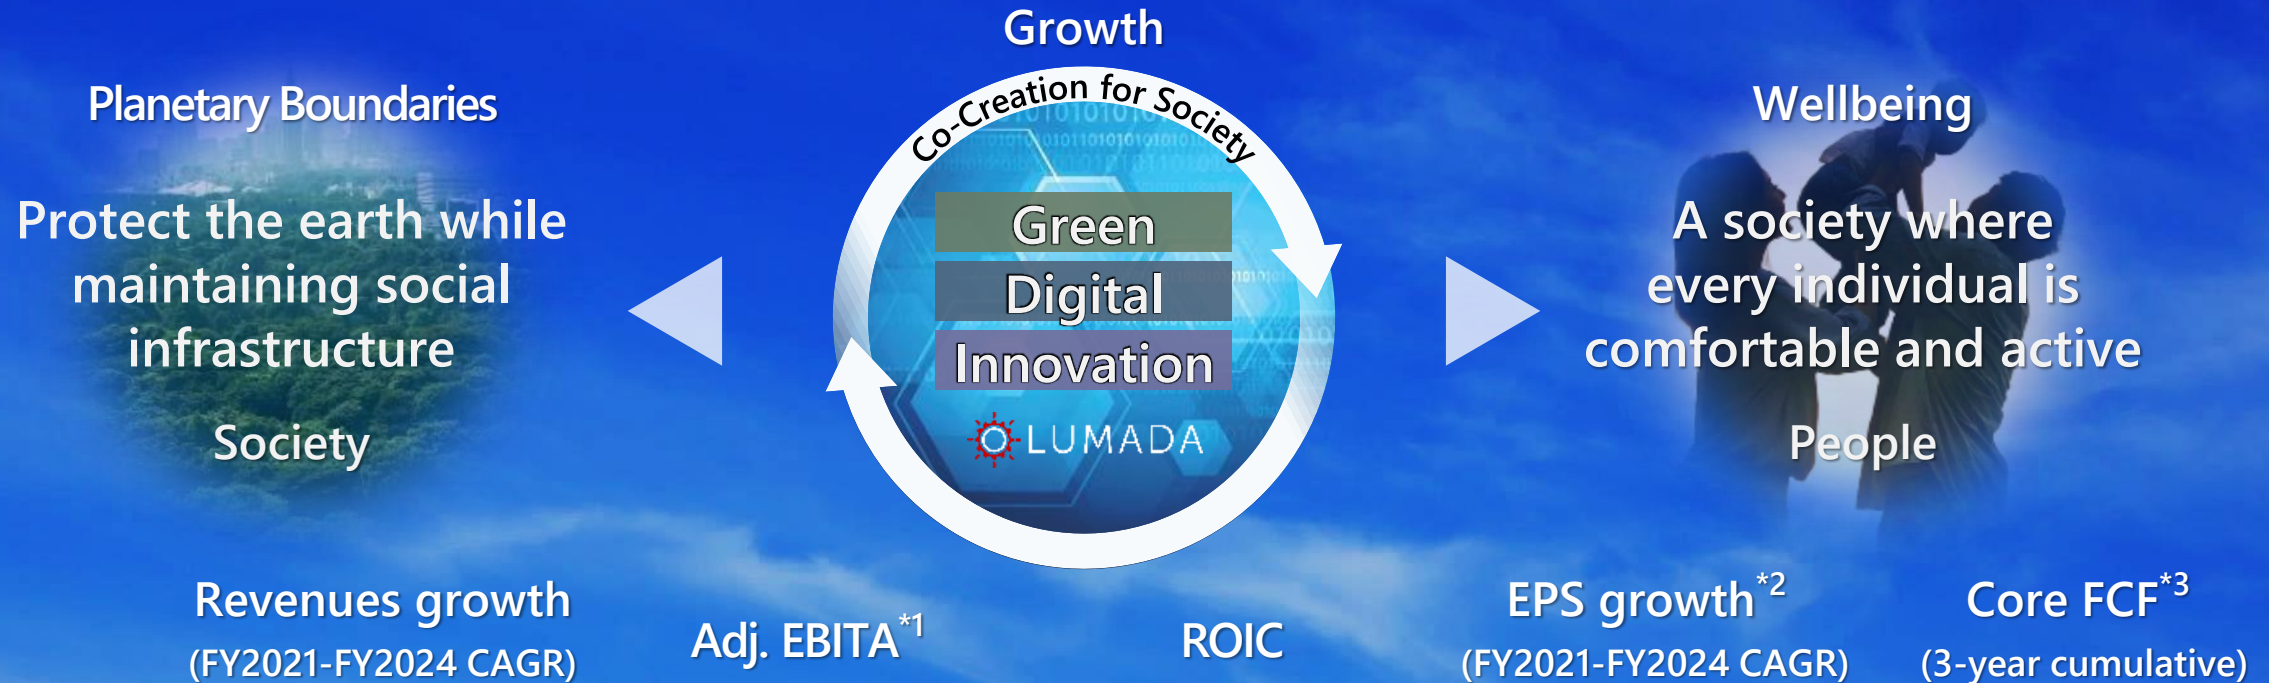 Growth
Co-Creation for Society
Planetary Boundaries
Protect the earth while
maintaining social
infrastructure
Society
Green
Digital
Innovation
LUMADA
Wellbeing
A society where
every individual is
comfortable and active
People
Revenues growth
(FY2021-FY2024 CAGR)
Adj. EBITA*1
ROIC
EPS growth*2
(FY2021-FY2024 CAGR)
Core FCF*3
(3-year cumulative)